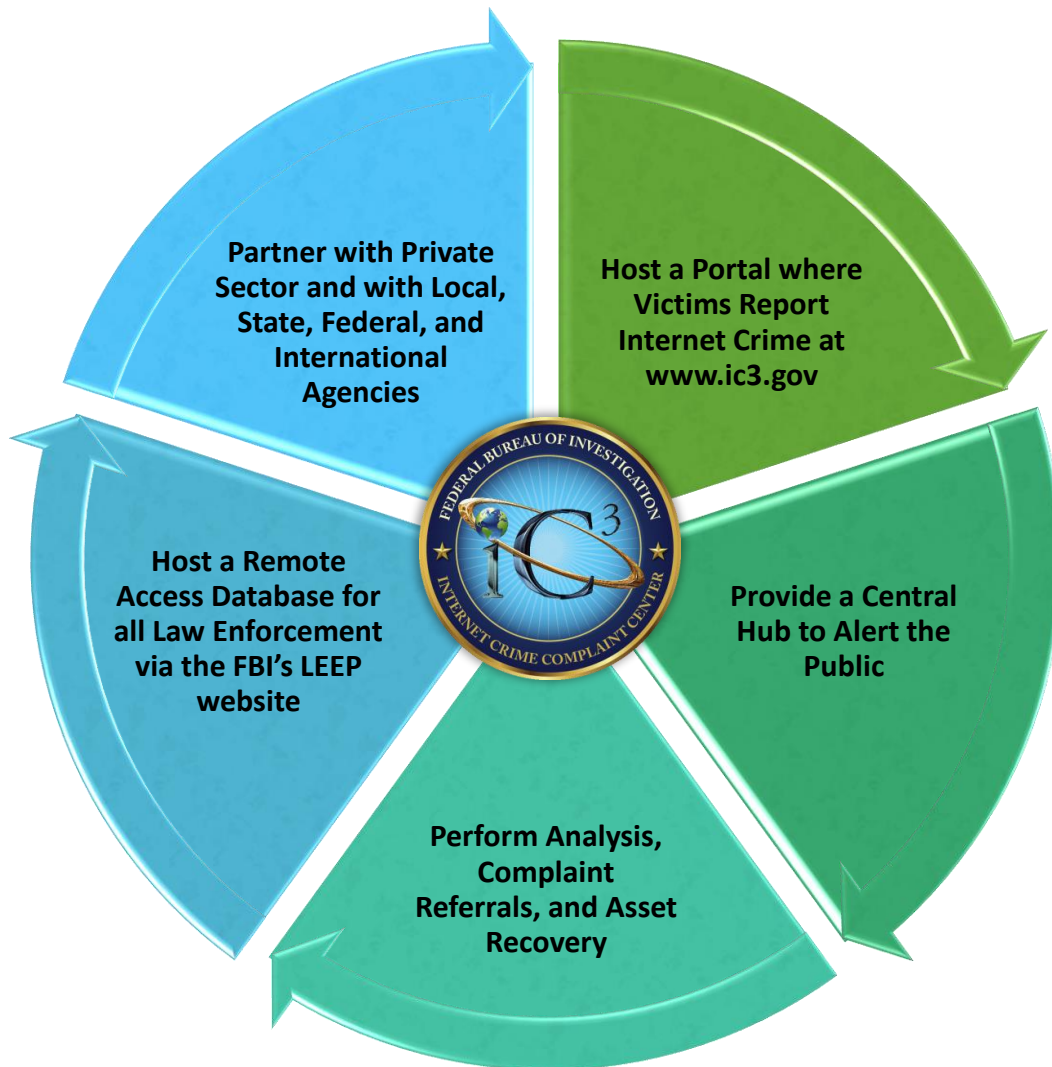 Partner with Private
Sector and with Local,
State, Federal, and
International
Agencies
Host a Portal where
Victims Report
Internet Crime at
www.ic3.gov
FEDERAL BUREAU OF INVESTIGATION
iC3
INTERNET CRIME COMPLAINT CENTER
Host a Remote
Access Database for
all Law Enforcement
via the FBI’s LEEP
website
Provide a Central
Hub to Alert the
Public
Perform Analysis,
Complaint
Referrals, and Asset
Recovery